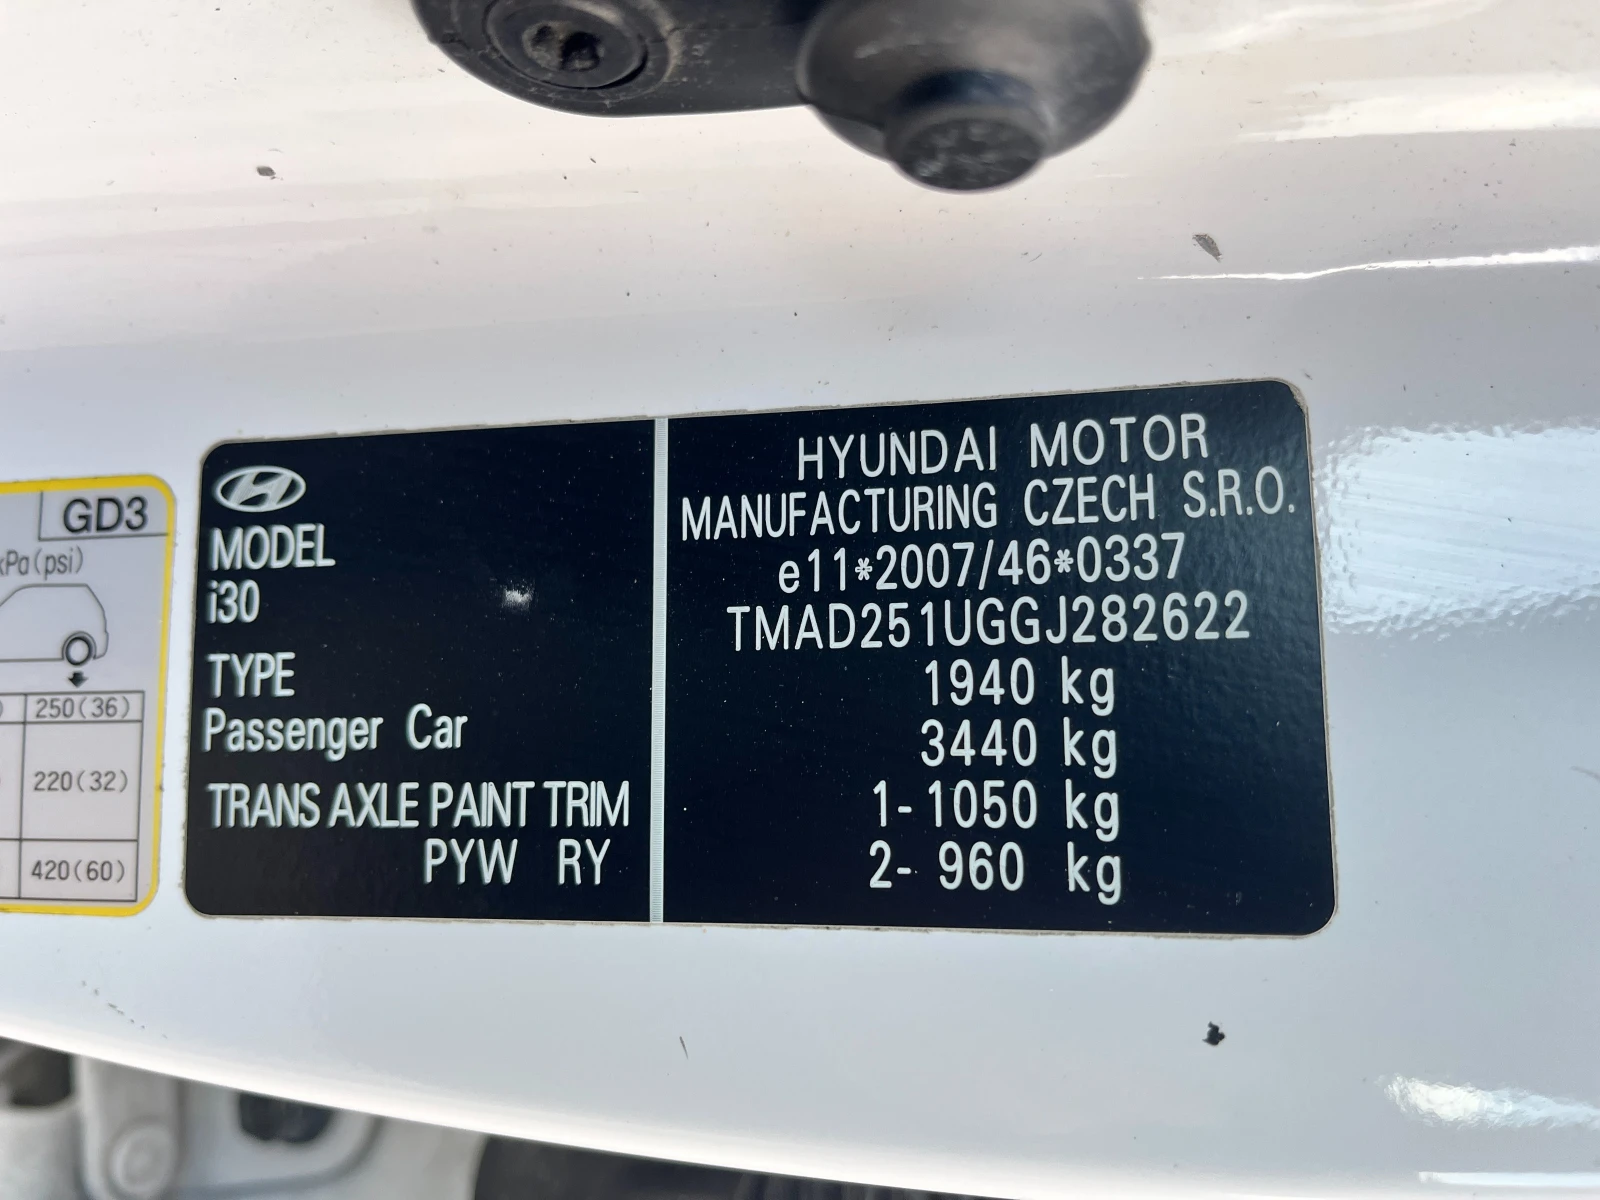 GD3
kPa(psi)
250(36)
220(32)
420(60)
MODEL
i30
TYPE
Passenger Car
TRANS AXLE PAINT TRIM
PYW RY
HYUNDAI MOTOR
MANUFACTURING CZECH S.R.O.
e11*2007/46*0337
TMAD251UGGJ282622
1940 kg
3440 kg
1- 1050 kg
2- 960 kg